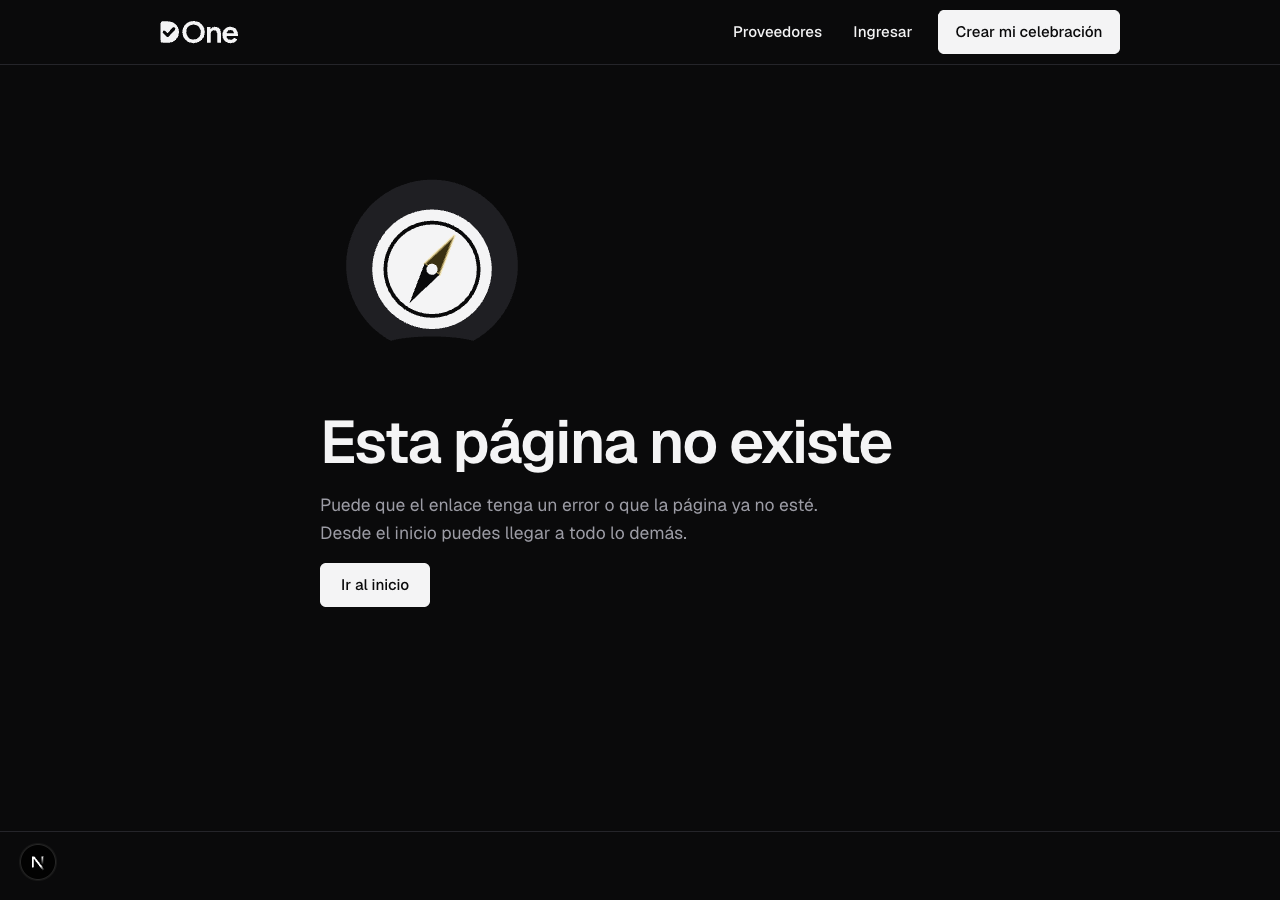 DOne
Proveedores
Ingresar
Crear mi celebración
Esta página no existe
Puede que el enlace tenga un error o que la página ya no esté.
Desde el inicio puedes llegar a todo lo demás.
Ir al inicio
N